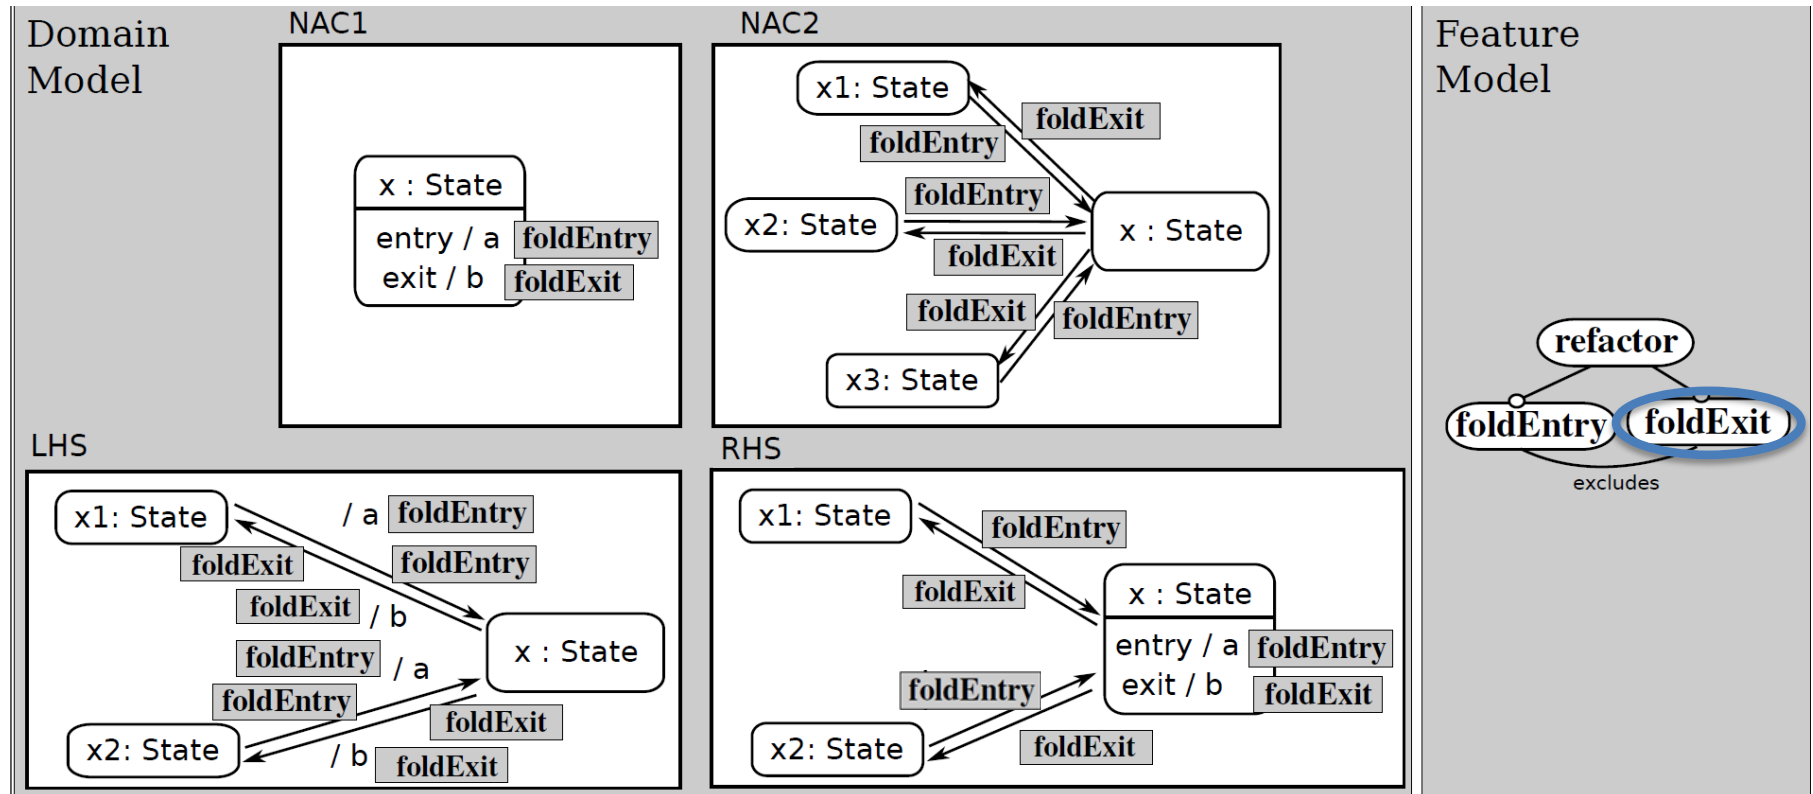 Domain
Model
NAC1
x : State
entry / a foldEntry
exit / b foldExit
NAC2
x1: State
foldExit
foldEntry
foldEntry
x2: State
x : State
foldExit
foldExit
foldEntry
x3: State
LHS
/ a foldEntry
x1: State
foldExit
foldEntry
foldExit
/ b
foldEntry
/ a
x : State
foldEntry
foldExit
x2: State
/ b foldExit
RHS
x1: State
foldEntry
foldExit
x : State
entry / a foldEntry
exit / b foldExit
foldEntry
x2: State
foldExit
Feature
Model
refactor
foldEntry
foldExit
excludes